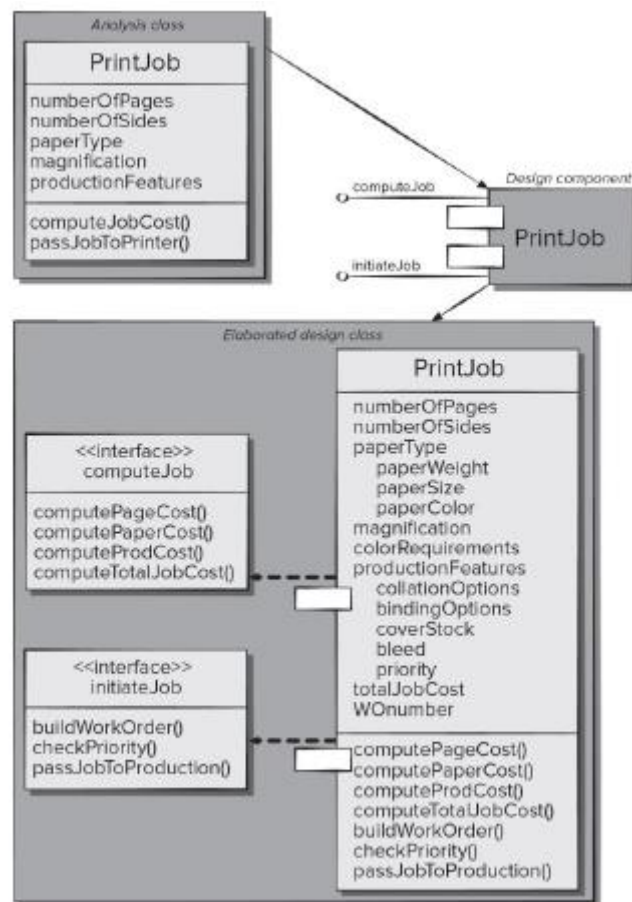 Analysis class
PrintJob
numberOfPages
numberOfSides
paperType
magnification
productionFeatures
computeJobCost()
passJobToPrinter()
Design component
computeJob
PrintJob
initiateJob
Elaborated design class
PrintJob
numberOfPages
numberOfSides
paperType
paperWeight
paperSize
paperColor
magnification
colorRequirements
productionFeatures
collationOptions
bindingOptions
coverStock
bleed
priority
totalJobCost
WOnumber
computePageCost()
computePaperCost()
computeProdCost()
computeTotalJobCost()
buildWorkOrder()
checkPriority()
passJobToProduction()
<<interface>>
computeJob
computePageCost()
computePaperCost()
computeProdCost()
computeTotalJobCost()
<<interface>>
initiateJob
buildWorkOrder()
checkPriority()
passJobToProduction()